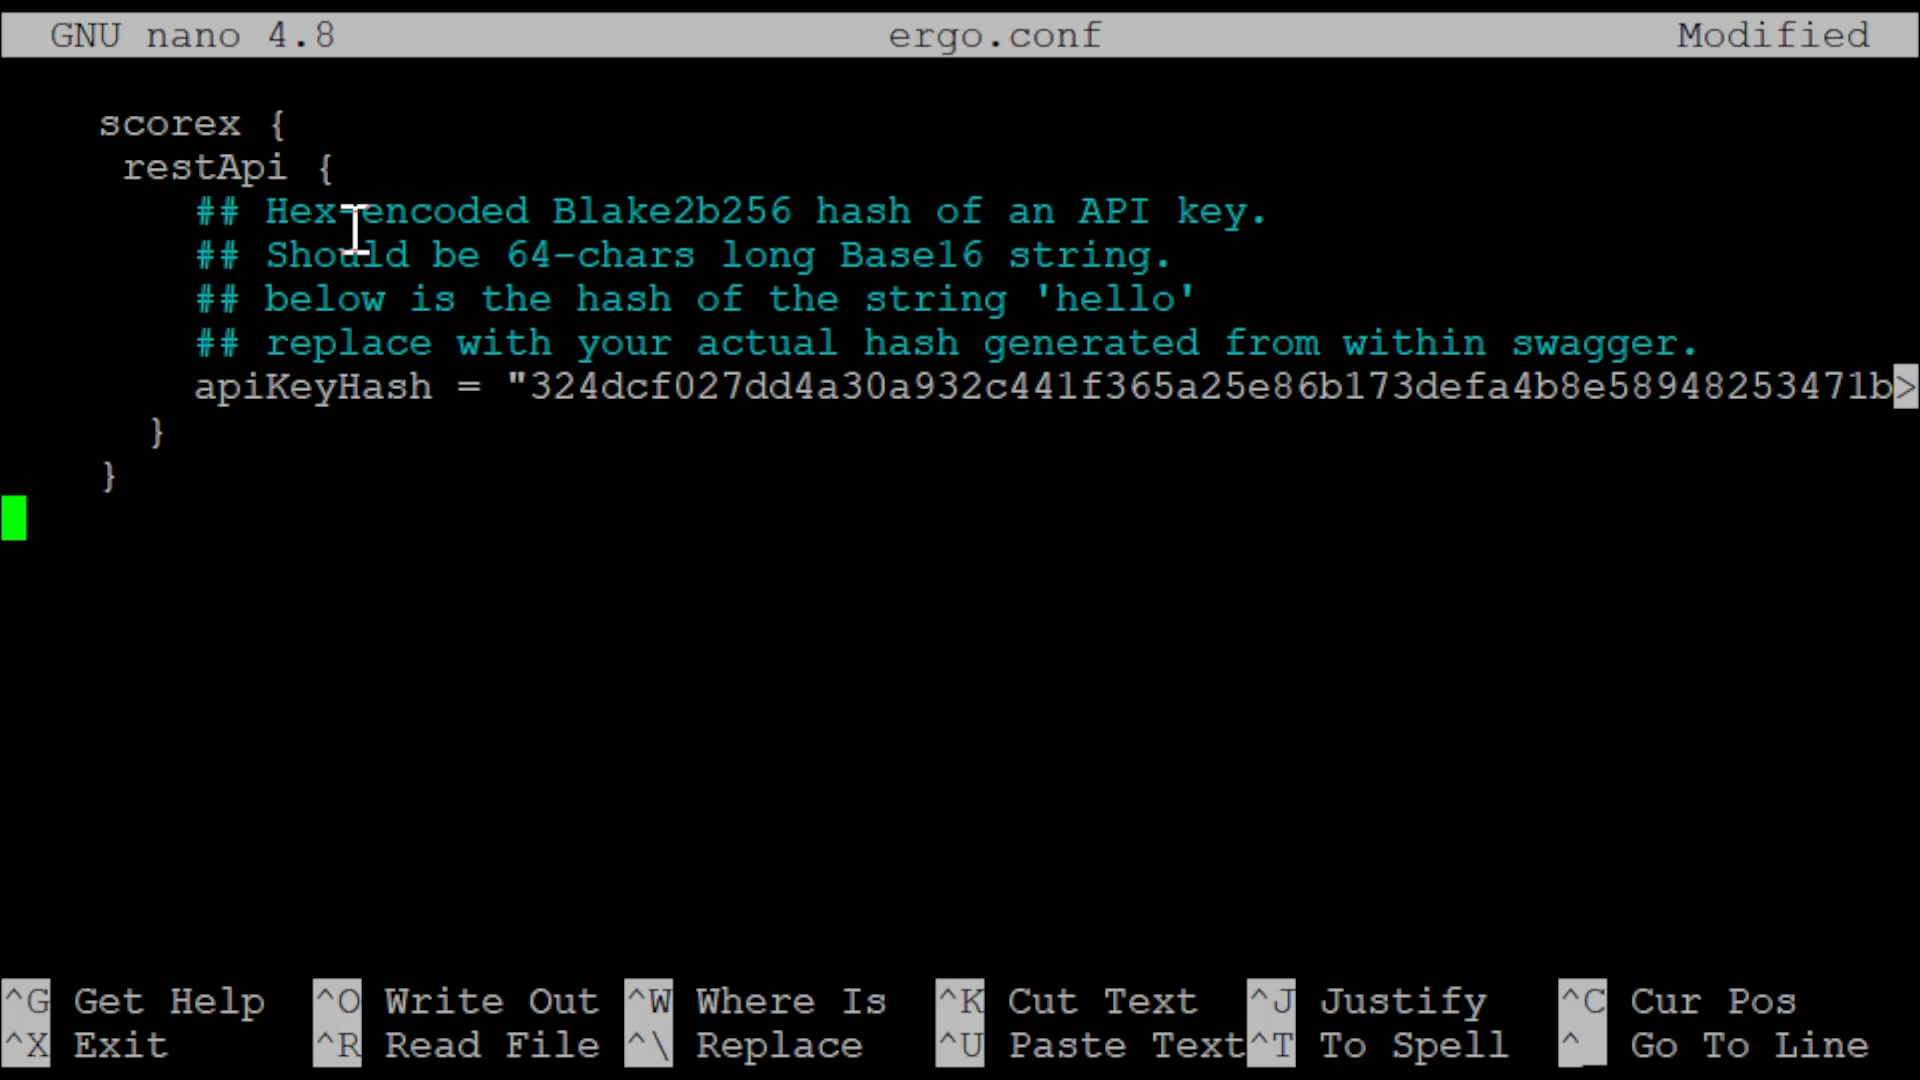 GNU nano 4.8 ergo.conf Modified
scorex {
restApi {
## Hex-encoded Blake2b256 hash of an API key.
## Should be 64-chars long Base16 string.
## below is the hash of the string 'hello'
## replace with your actual hash generated from within swagger.
apiKeyHash = "324dcf027dd4a30a932c441f365a25e86b173defa4b8e58948253471b>
}
}
^G Get Help ^O Write Out ^W Where Is ^K Cut Text ^J Justify ^C Cur Pos
^X Exit ^R Read File ^\ Replace ^U Paste Text ^T To Spell ^_ Go To Line